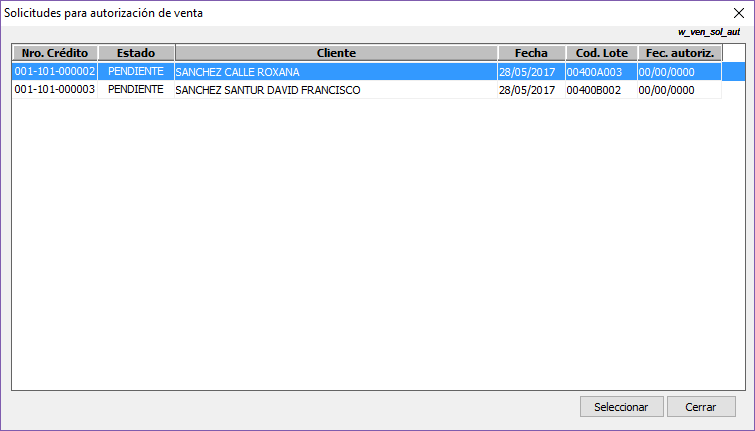 Solicitudes para autorización de venta
w_ven_sol_aut
Nro. Crédito Estado Cliente Fecha Cod. Lote Fec. autoriz.
001-101-000002 PENDIENTE SANCHEZ CALLE ROXANA 28/05/2017 00400A003 00/00/0000
001-101-000003 PENDIENTE SANCHEZ SANTUR DAVID FRANCISCO 28/05/2017 00400B002 00/00/0000
Seleccionar Cerrar